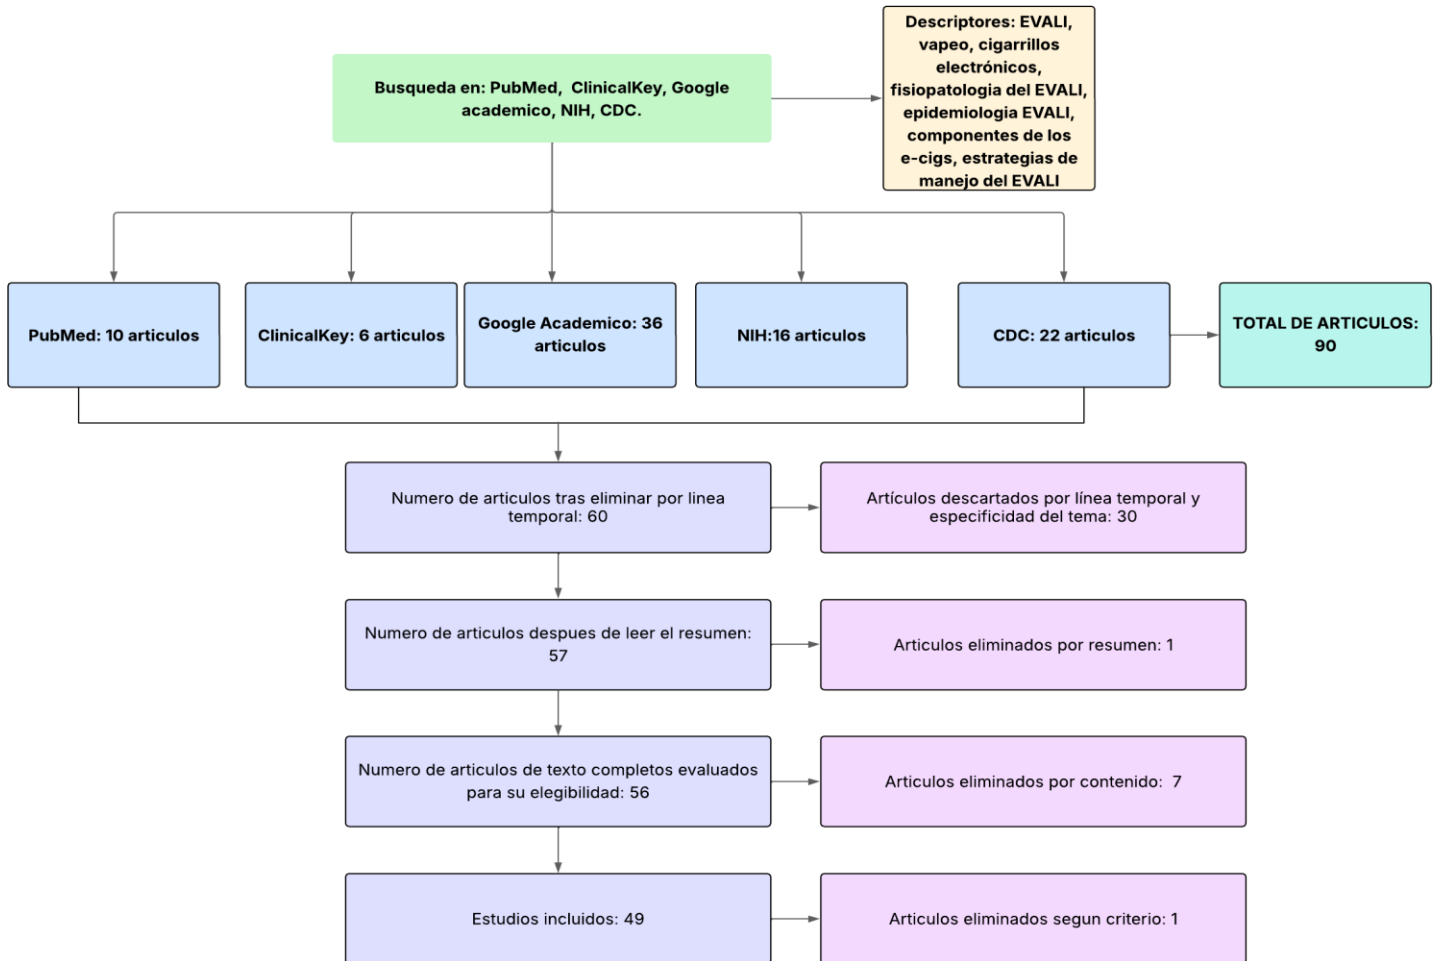 Busqueda en: PubMed,  ClinicalKey, Google
academico, NIH, CDC.
Descriptores: EVALI,
vapeo, cigarrillos
electrónicos,
fisiopatologia del EVALI,
epidemiologia EVALI,
componentes de los
e-cigs, estrategias de
manejo del EVALI
PubMed: 10 articulos
ClinicalKey: 6 articulos
Google Academico: 36
articulos
NIH:16 articulos
CDC: 22 articulos
TOTAL DE ARTICULOS:
90
Numero de articulos tras eliminar por linea
temporal: 60
Artículos descartados por línea temporal y
especificidad del tema: 30
Numero de articulos despues de leer el resumen:
57
Articulos eliminados por resumen: 1
Numero de articulos de texto completos evaluados
para su elegibilidad: 56
Articulos eliminados por contenido:  7
Estudios incluidos: 49
Articulos eliminados segun criterio: 1